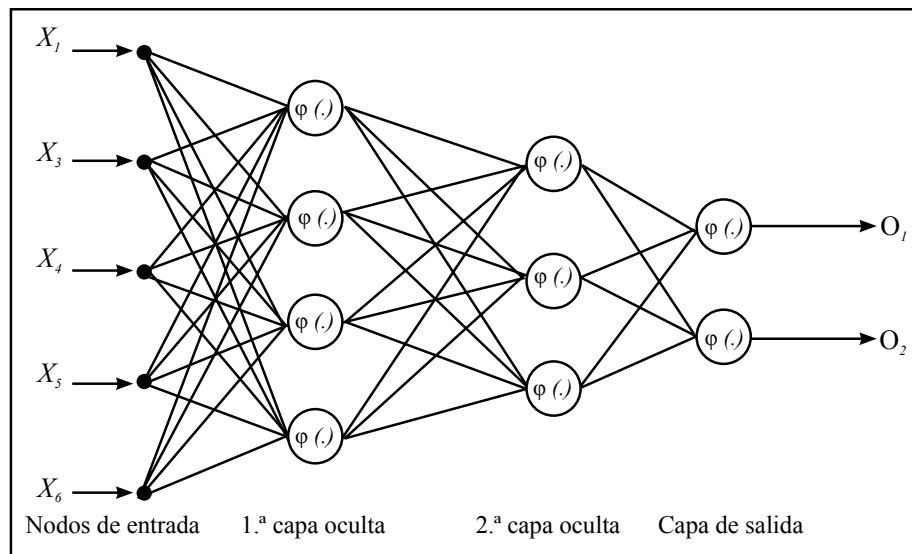 X1
X3
X4
X5
X6
φ (.)
φ (.)
φ (.)
φ (.)
φ (.)
φ (.)
φ (.)
φ (.)
φ (.)
O1
O2
Nodos de entrada 1.ª capa oculta 2.ª capa oculta Capa de salida